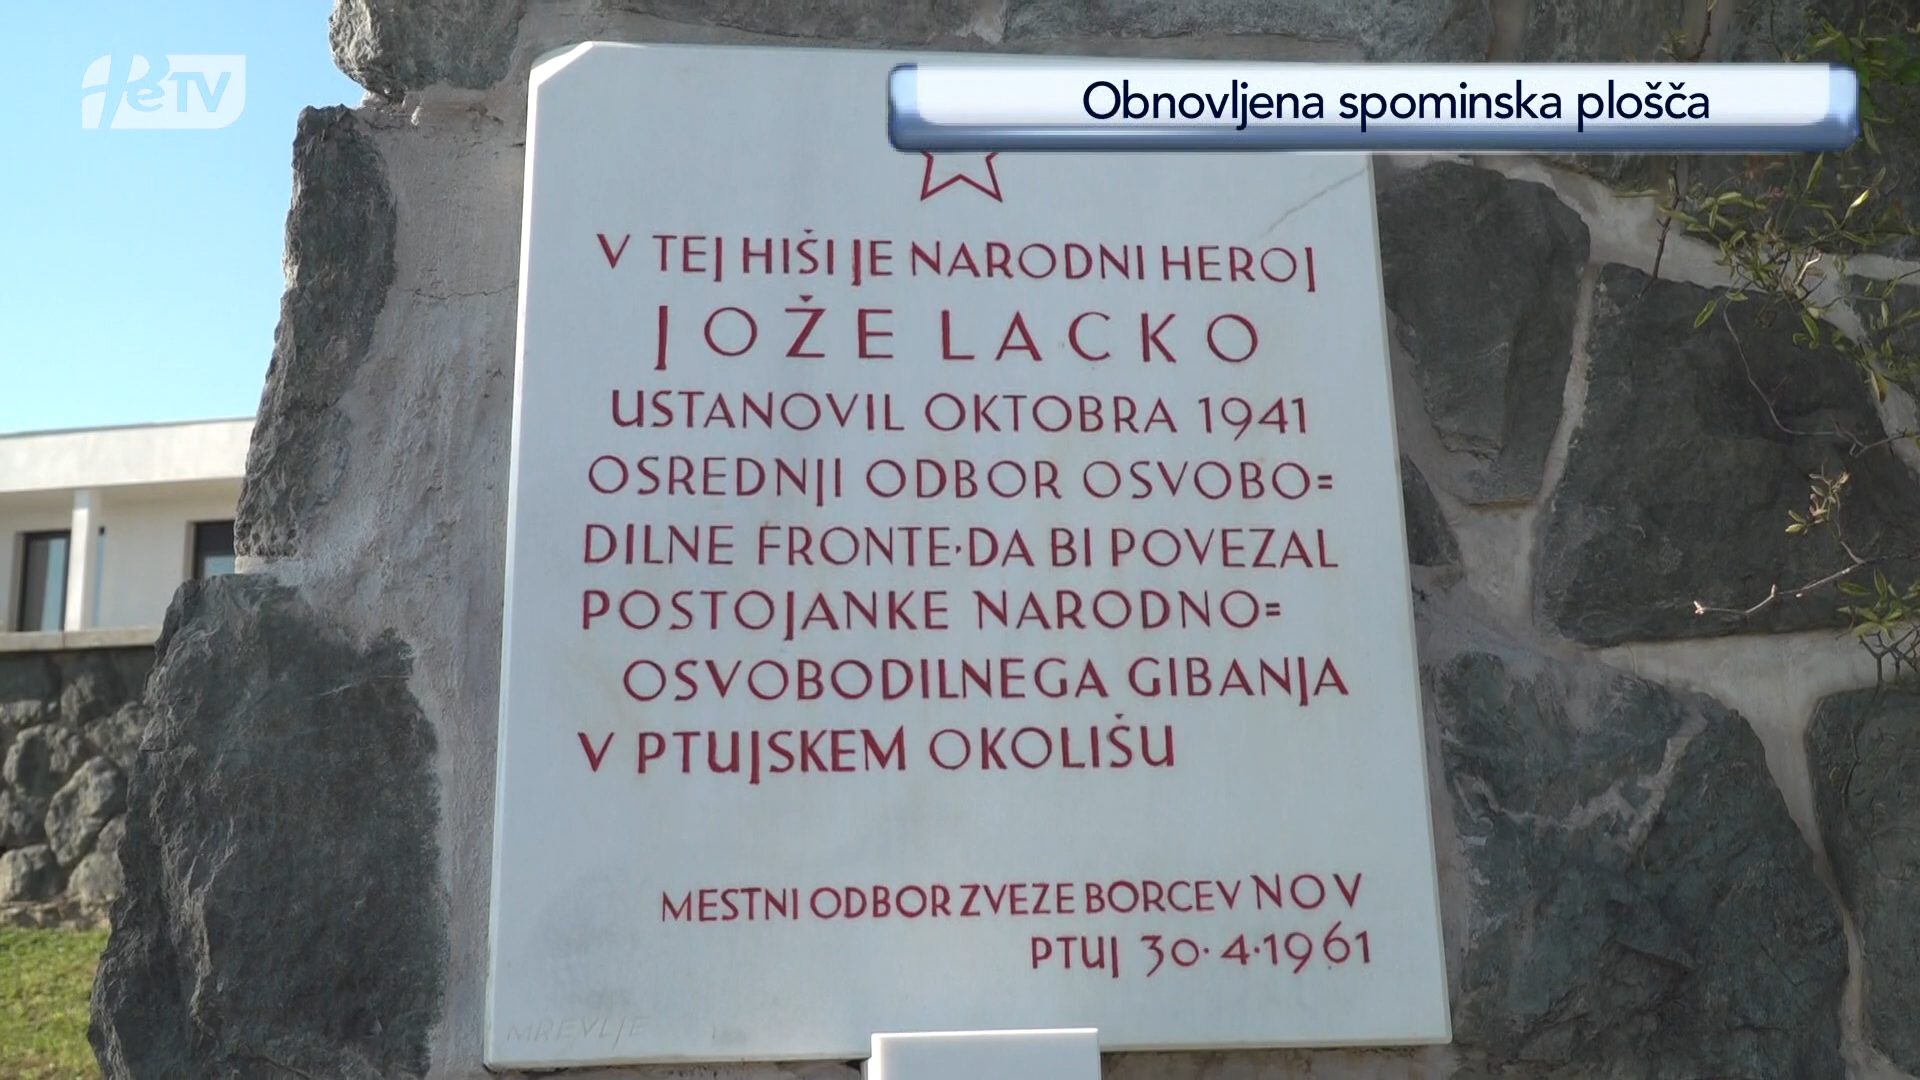 PeTV
Obnovljena spominska plošča
V TEJ HIŠI JE NARODNI HEROJ
JOŽE LACKO
USTANOVIL OKTOBRA 1941
OSREDNJI ODBOR OSVOBO=
DILNE FRONTE·DA BI POVEZAL
POSTOJANKE NARODNO=
OSVOBODILNEGA GIBANJA
V PTUJSKEM OKOLIŠU
MESTNI ODBOR ZVEZE BORCEV NOV
PTUJ 30·4·1961
MREVLJE